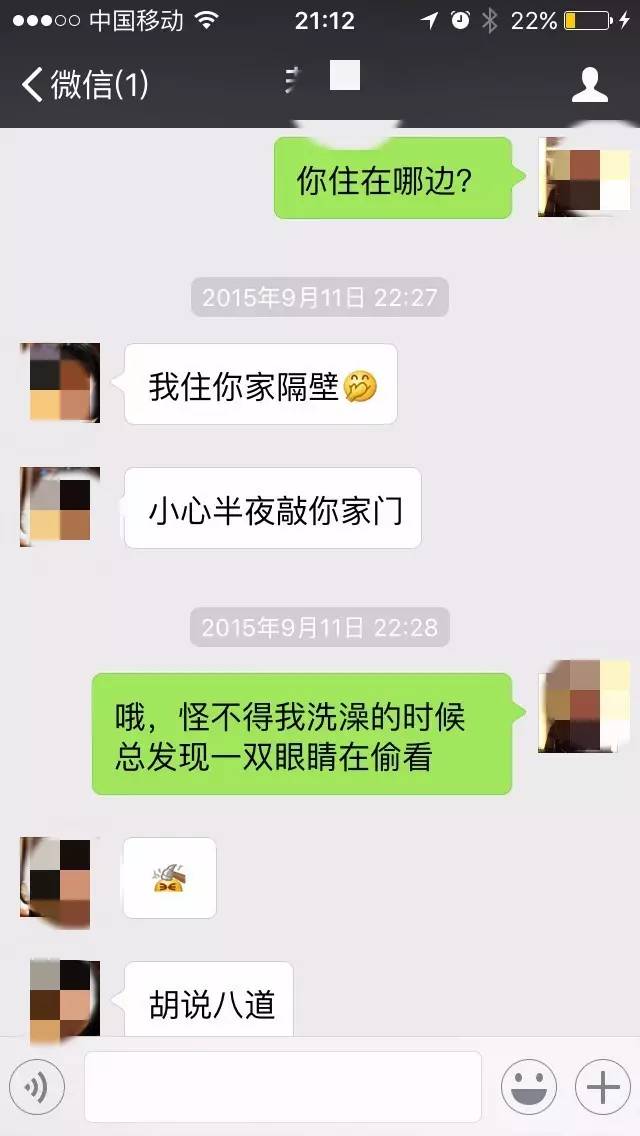 中国移动 21:12 22%
微信(1)
你住在哪边?
2015年9月11日 22:27
我住你家隔壁
小心半夜敲你家门
2015年9月11日 22:28
哦，怪不得我洗澡的时候
总发现一双眼睛在偷看
胡说八道